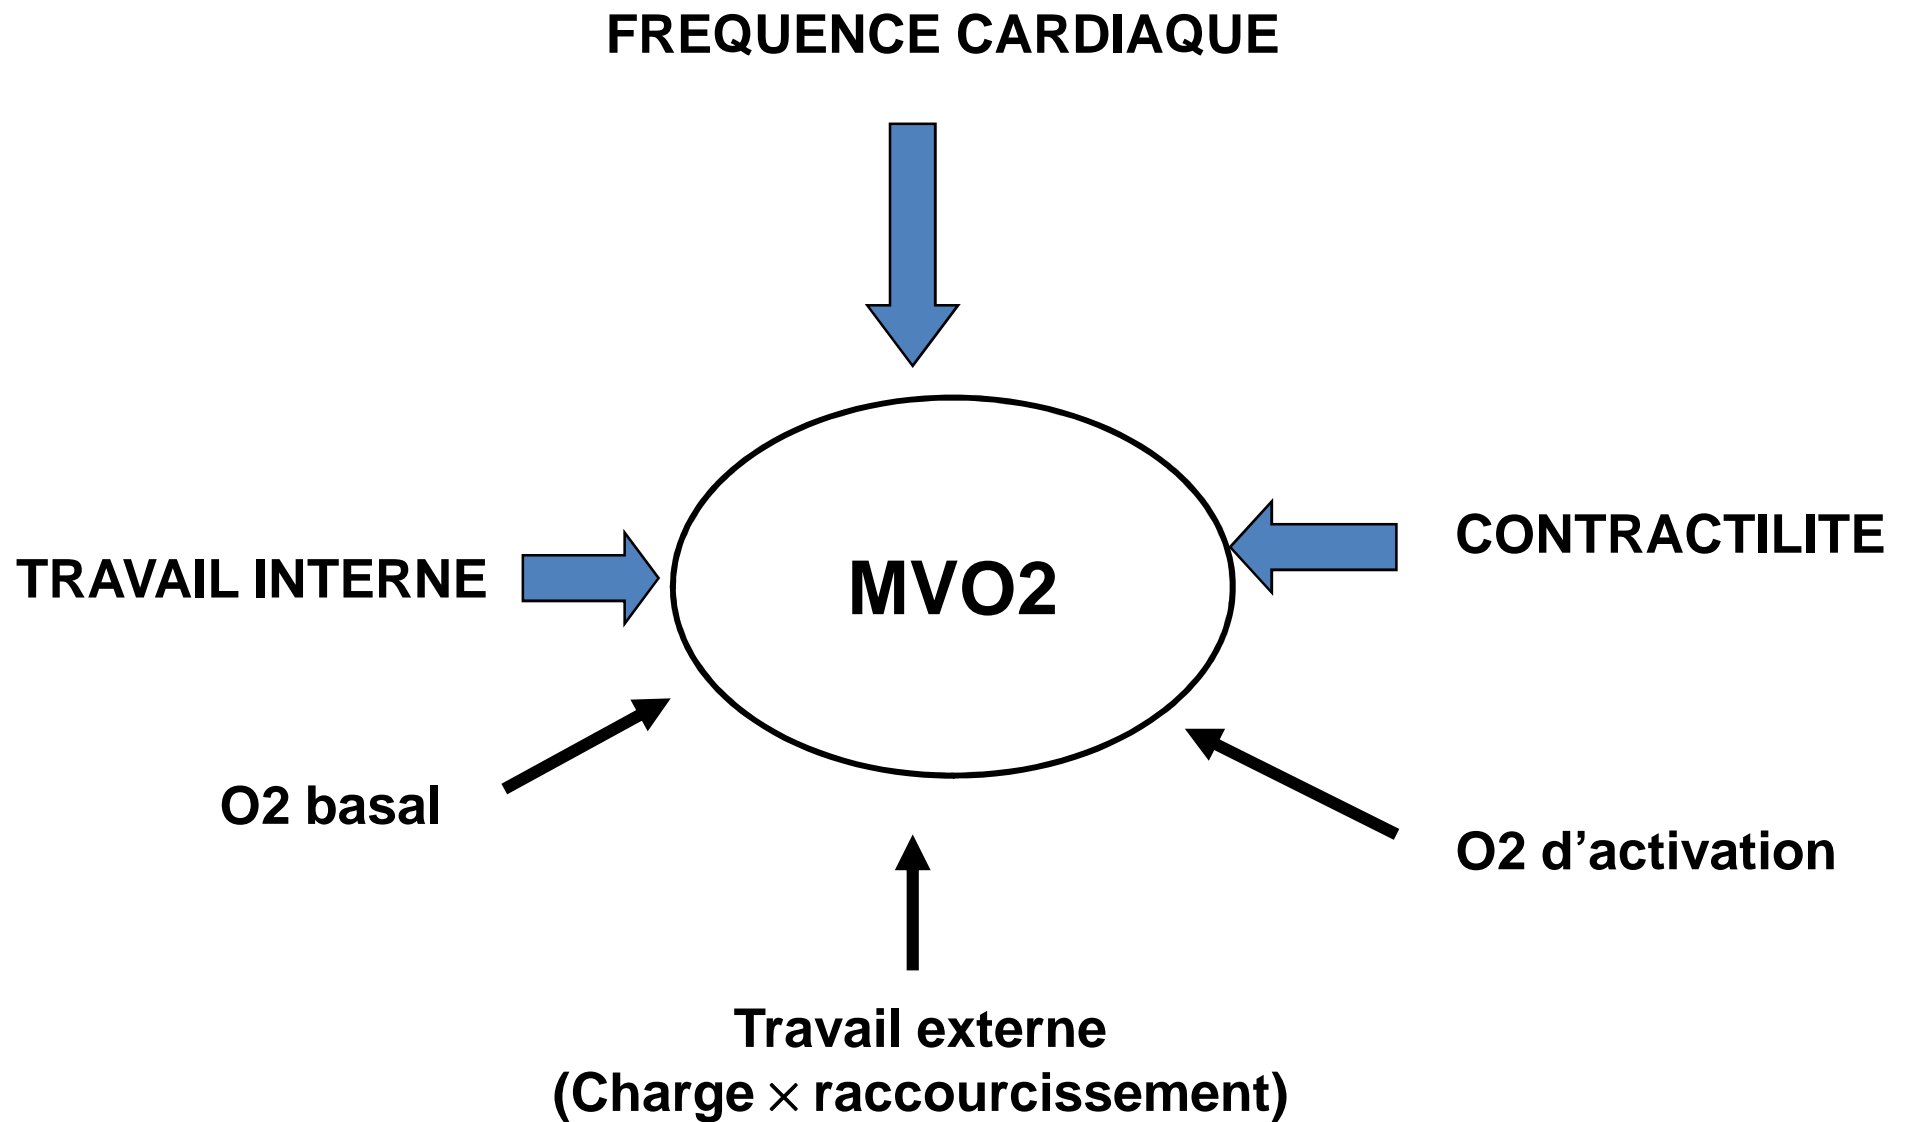 FREQUENCE CARDIAQUE
CONTRACTILITE
TRAVAIL INTERNE
MVO2
O2 basal
O2 d’activation
Travail externe
(Charge × raccourcissement)